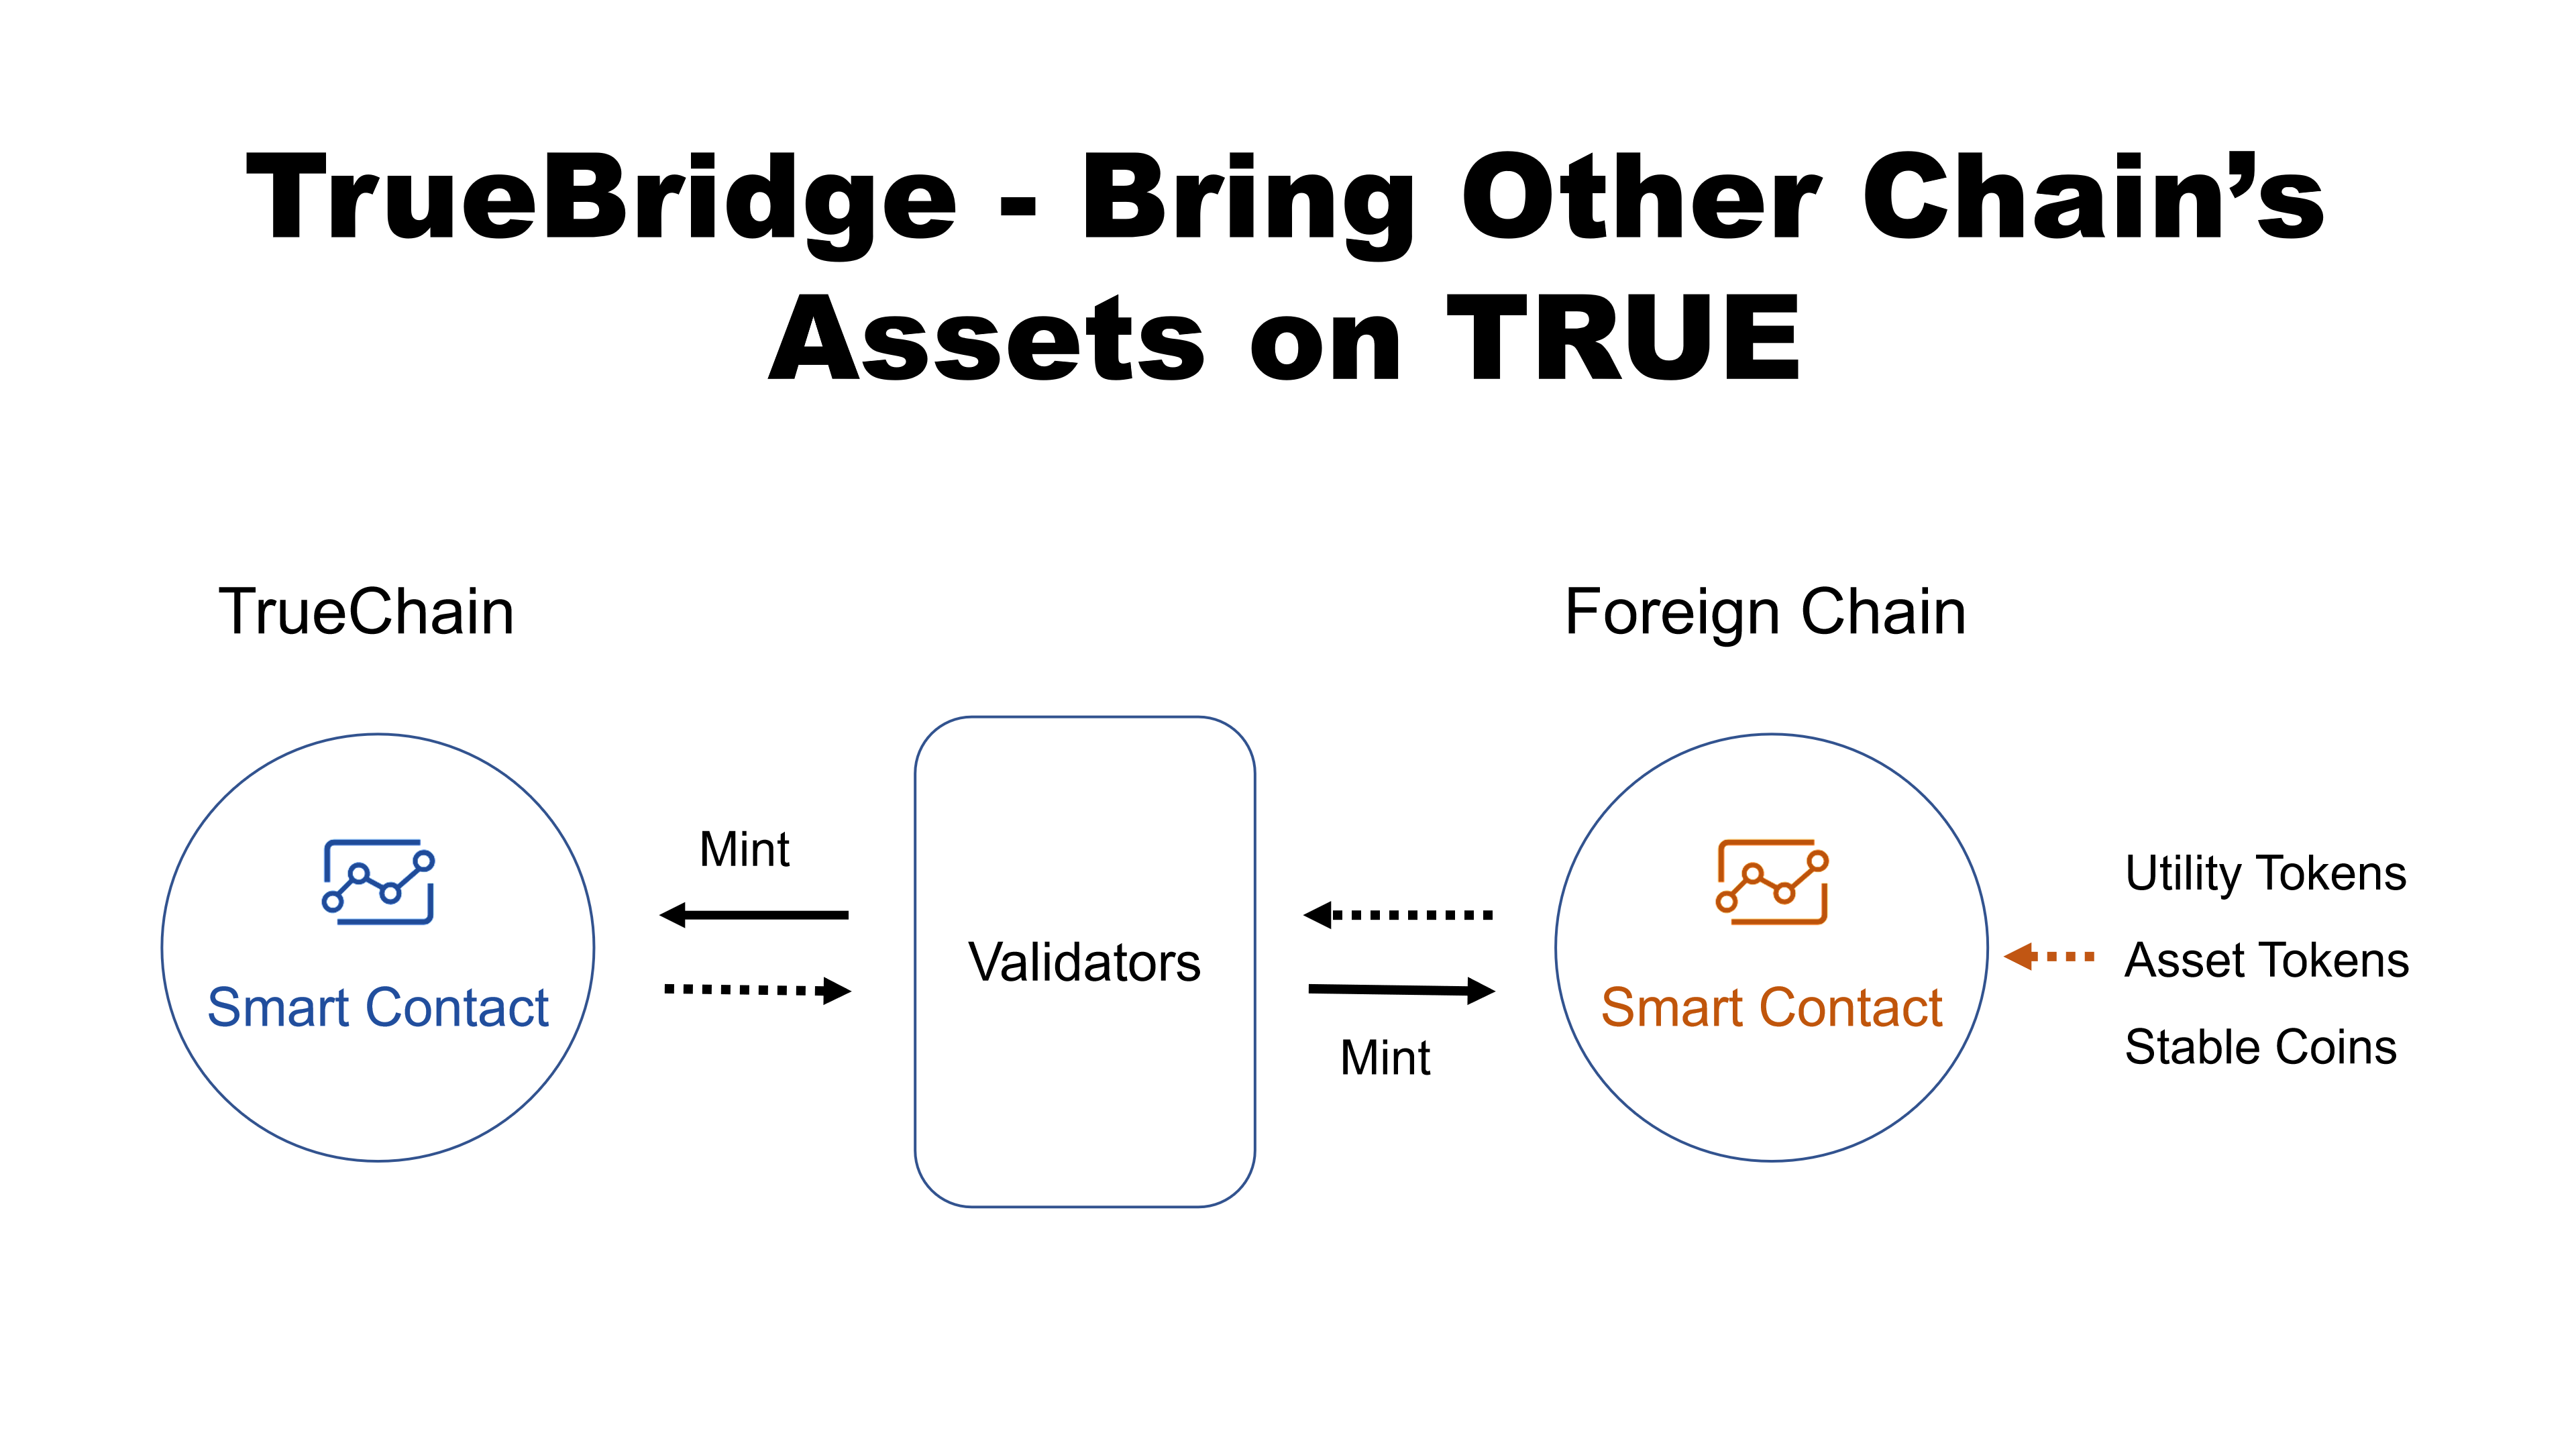 TrueBridge - Bring Other Chain’s
Assets on TRUE
TrueChain
Foreign Chain
Smart Contact
Mint
Validators
Mint
Smart Contact
Utility Tokens
Asset Tokens
Stable Coins